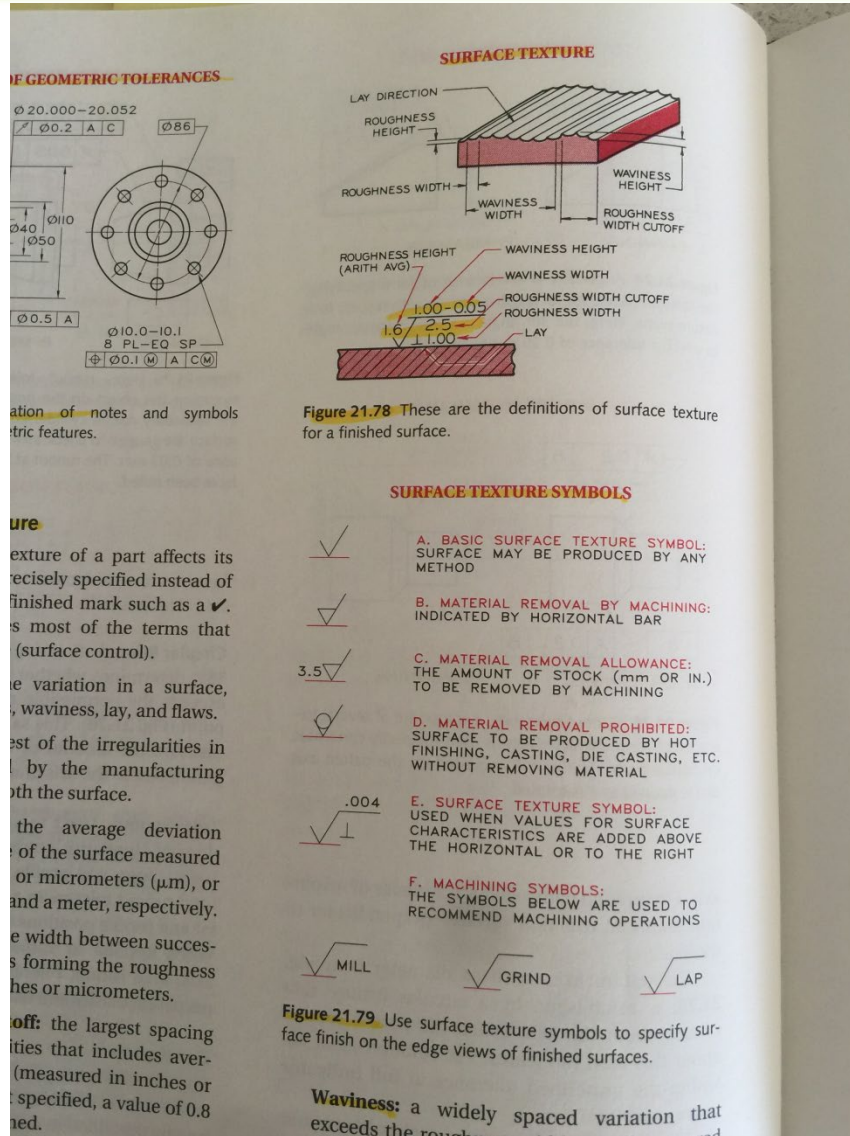 OF GEOMETRIC TOLERANCES
Ø 20.000-20.052
Ø0.2 A C
Ø86
Ø110
Ø40
Ø50
Ø0.5 A
Ø10.0-10.1
8 PL-EQ SP
Ø0.1 Ⓜ A CⓂ
ation of notes and symbols
tric features.
ure
exture of a part affects its
recisely specified instead of
finished mark such as a ✔.
s most of the terms that
(surface control).
e variation in a surface,
, waviness, lay, and flaws.
est of the irregularities in
by the manufacturing
oth the surface.
the average deviation
of the surface measured
or micrometers (µm), or
and a meter, respectively.
e width between succes-
s forming the roughness
hes or micrometers.
off: the largest spacing
ities that includes aver-
(measured in inches or
specified, a value of 0.8
ned.
SURFACE TEXTURE
LAY DIRECTION
ROUGHNESS
HEIGHT
ROUGHNESS WIDTH
WAVINESS
WIDTH
WAVINESS
HEIGHT
ROUGHNESS
WIDTH CUTOFF
ROUGHNESS HEIGHT
(ARITH AVG)
WAVINESS HEIGHT
WAVINESS WIDTH
ROUGHNESS WIDTH CUTOFF
ROUGHNESS WIDTH
LAY
1.00-0.05
1.6 2.5
⊥ 1.00
Figure 21.78 These are the definitions of surface texture
for a finished surface.
SURFACE TEXTURE SYMBOLS
A. BASIC SURFACE TEXTURE SYMBOL:
SURFACE MAY BE PRODUCED BY ANY
METHOD
B. MATERIAL REMOVAL BY MACHINING:
INDICATED BY HORIZONTAL BAR
3.5
C. MATERIAL REMOVAL ALLOWANCE:
THE AMOUNT OF STOCK (mm OR IN.)
TO BE REMOVED BY MACHINING
D. MATERIAL REMOVAL PROHIBITED:
SURFACE TO BE PRODUCED BY HOT
FINISHING, CASTING, DIE CASTING, ETC.
WITHOUT REMOVING MATERIAL
.004
⊥
E. SURFACE TEXTURE SYMBOL:
USED WHEN VALUES FOR SURFACE
CHARACTERISTICS ARE ADDED ABOVE
THE HORIZONTAL OR TO THE RIGHT
F. MACHINING SYMBOLS:
THE SYMBOLS BELOW ARE USED TO
RECOMMEND MACHINING OPERATIONS
MILL GRIND LAP
Figure 21.79 Use surface texture symbols to specify sur-
face finish on the edge views of finished surfaces.
Waviness: a widely spaced variation that
exceeds the